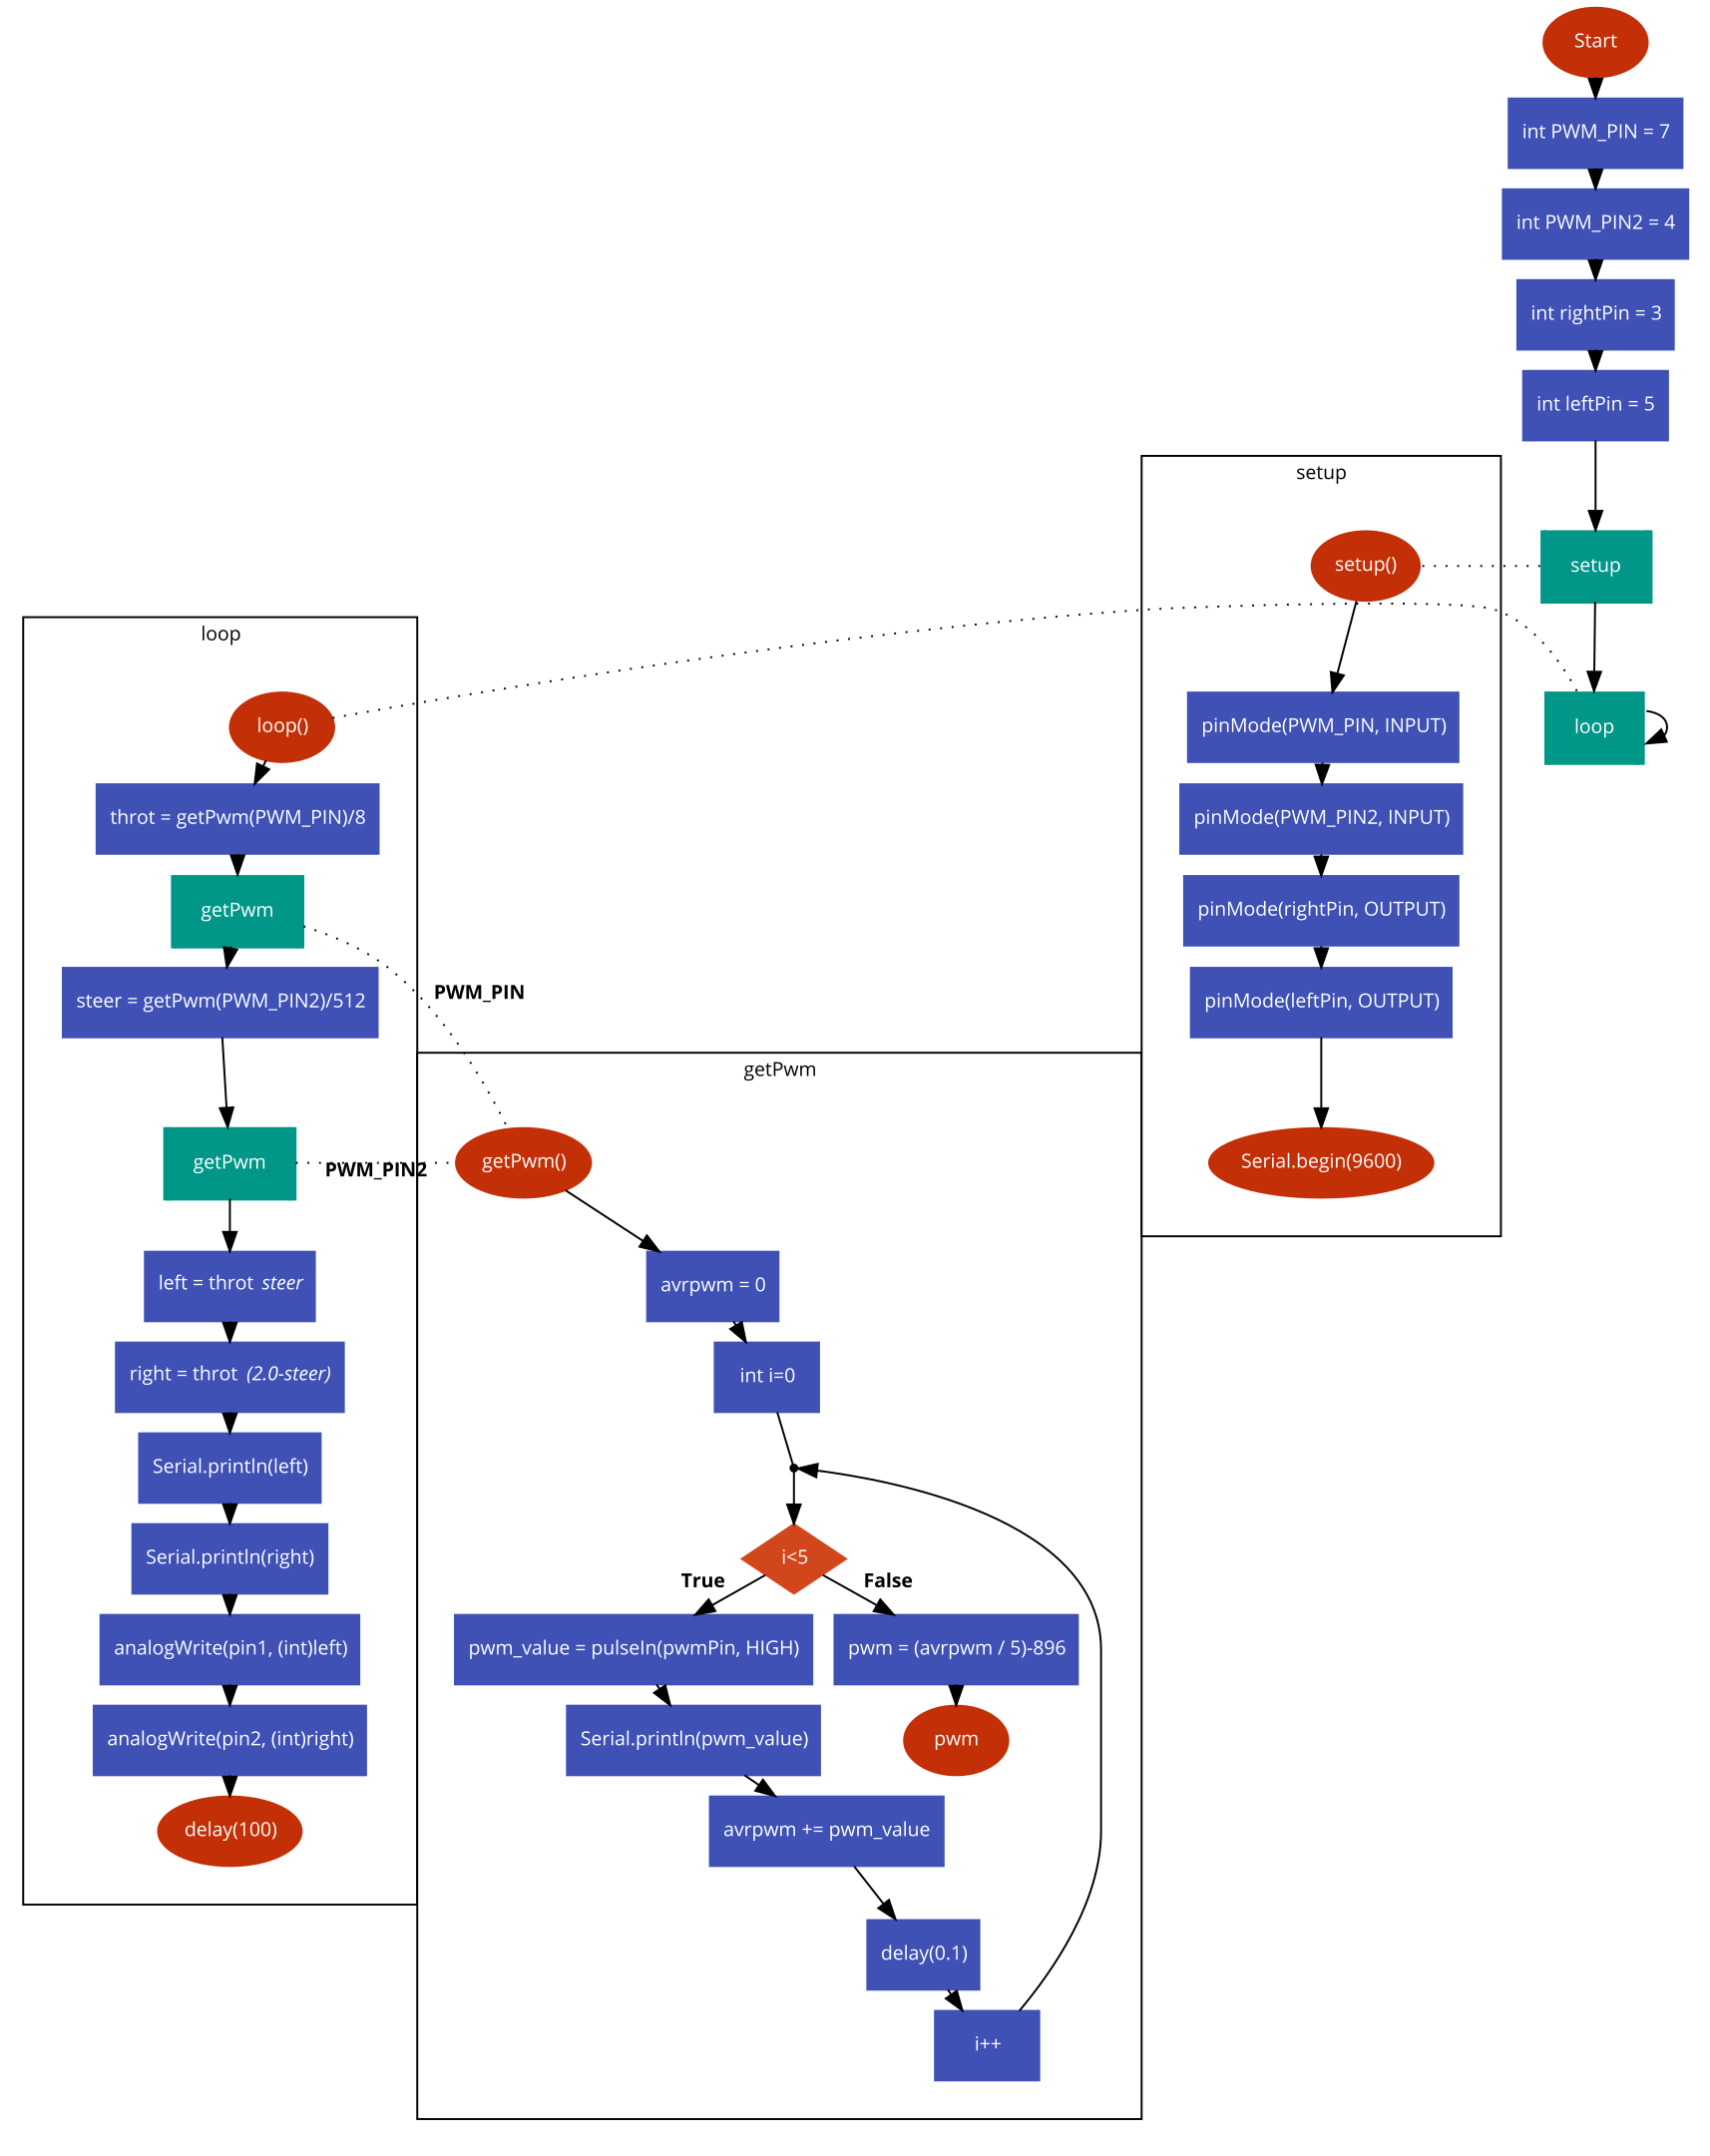 Start
int PWM_PIN = 7
int PWM_PIN2 = 4
int rightPin = 3
int leftPin = 5
setup
loop
setup
setup()
pinMode(PWM_PIN, INPUT)
pinMode(PWM_PIN2, INPUT)
pinMode(rightPin, OUTPUT)
pinMode(leftPin, OUTPUT)
Serial.begin(9600)
loop
loop()
throt = getPwm(PWM_PIN)/8
getPwm
PWM_PIN
steer = getPwm(PWM_PIN2)/512
getPwm
PWM_PIN2
left = throt steer
right = throt (2.0-steer)
Serial.println(left)
Serial.println(right)
analogWrite(pin1, (int)left)
analogWrite(pin2, (int)right)
delay(100)
getPwm
getPwm()
avrpwm = 0
int i=0
i<5
True
False
pwm_value = pulseIn(pwmPin, HIGH)
pwm = (avrpwm / 5)-896
Serial.println(pwm_value)
pwm
avrpwm += pwm_value
delay(0.1)
i++